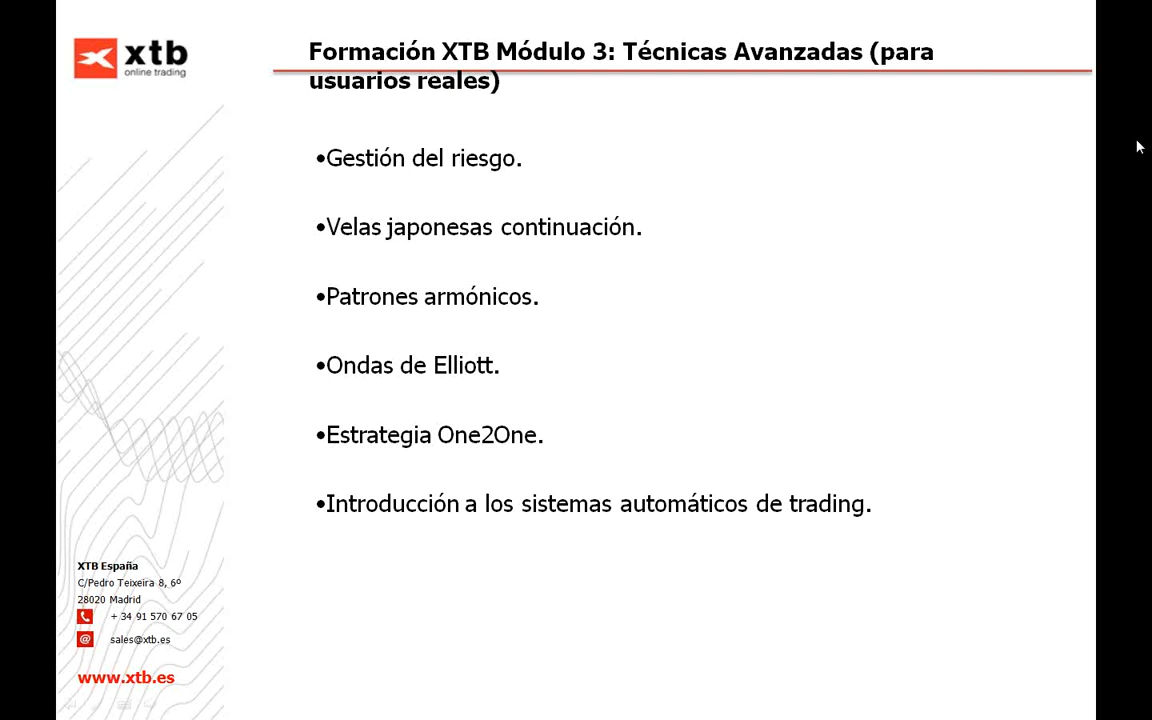 xtb
online trading
Formación XTB Módulo 3: Técnicas Avanzadas (para
usuarios reales)
•Gestión del riesgo.
•Velas japonesas continuación.
•Patrones armónicos.
•Ondas de Elliott.
•Estrategia One2One.
•Introducción a los sistemas automáticos de trading.
XTB España
C/Pedro Teixeira 8, 6º
28020 Madrid
+ 34 91 570 67 05
@ sales@xtb.es
www.xtb.es